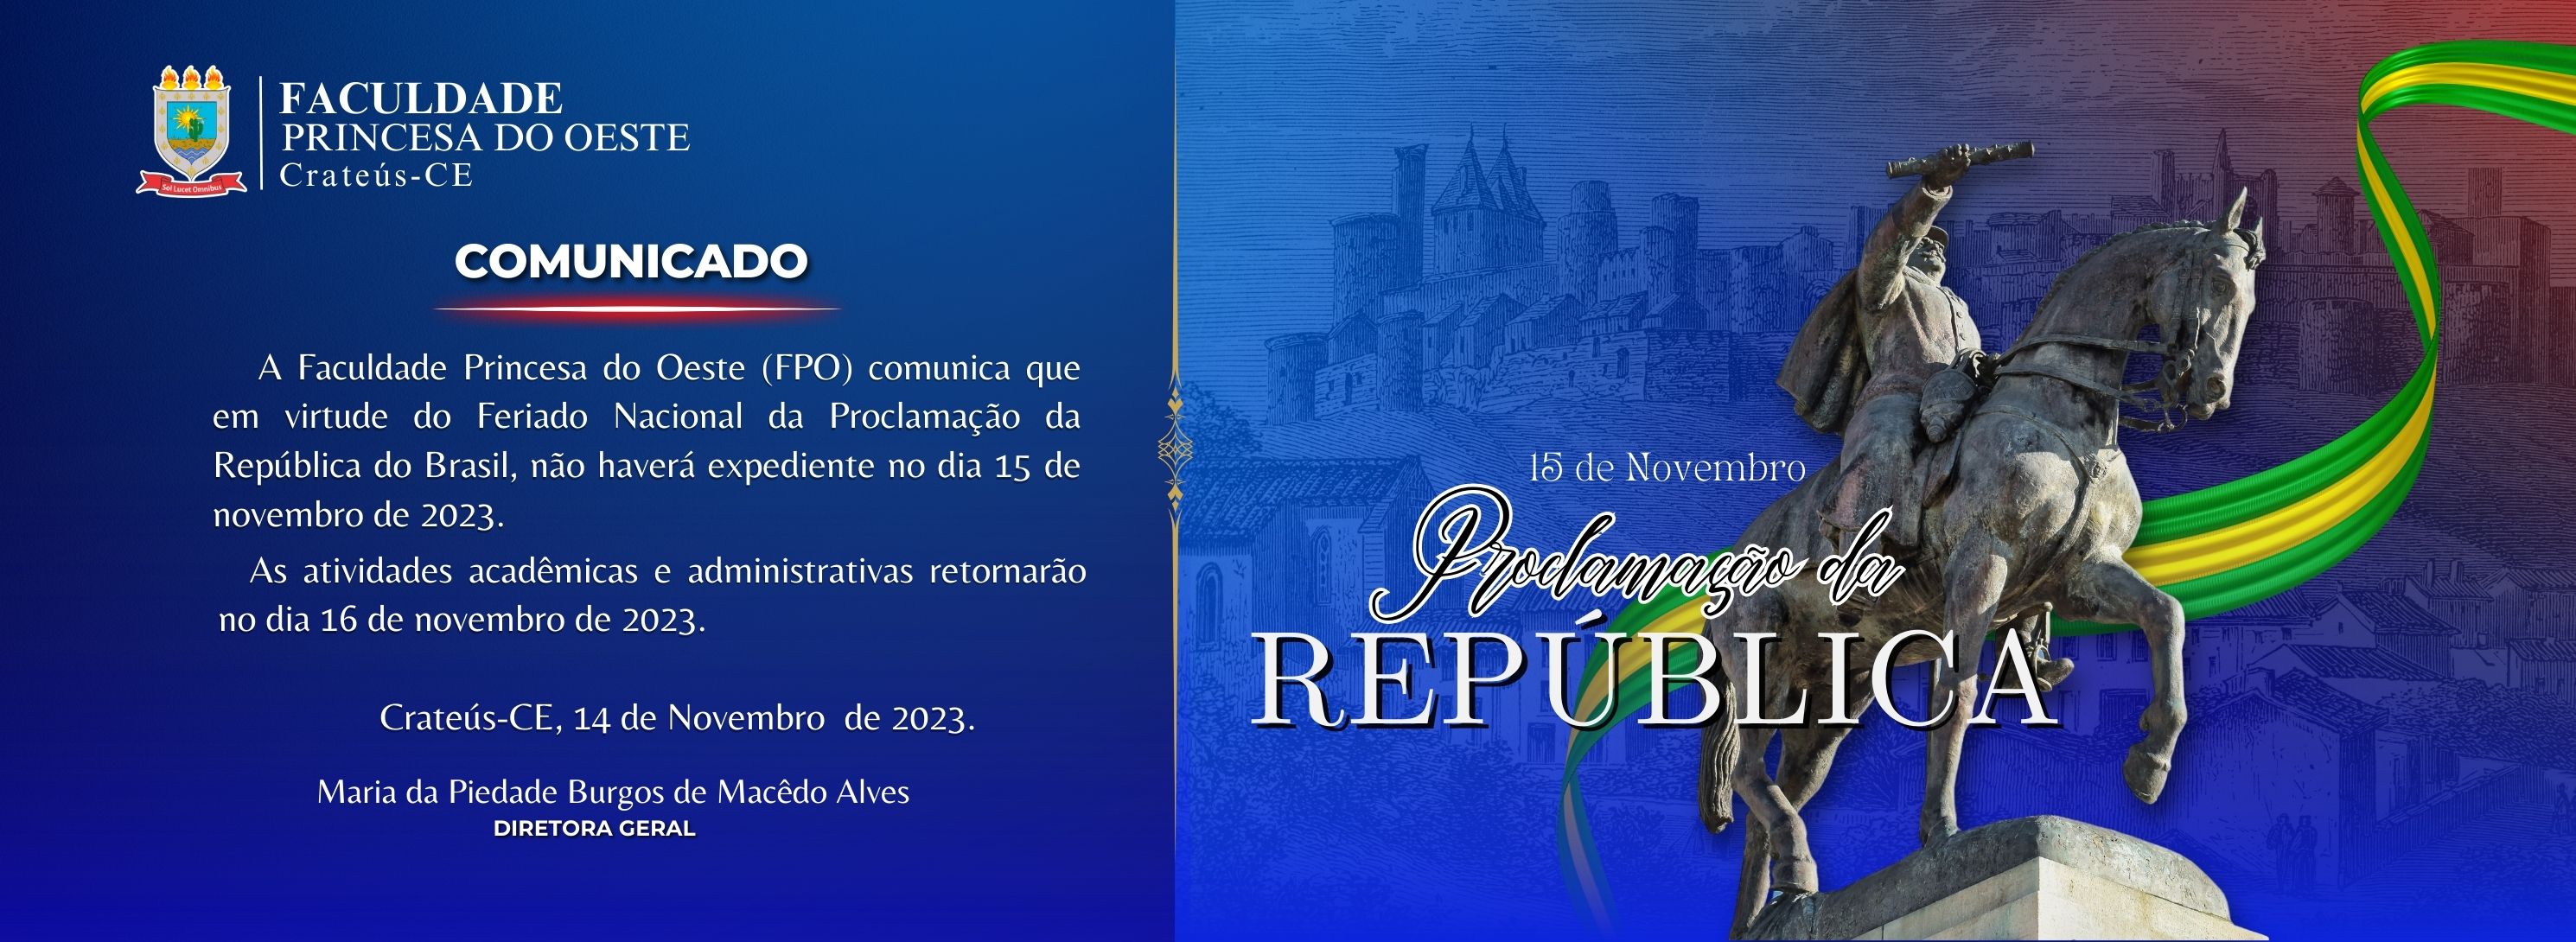 FACULDADE
PRINCESA DO OESTE
Crateús-CE
Sol Lucet Omnibus
COMUNICADO
A Faculdade Princesa do Oeste (FPO) comunica que
em virtude do Feriado Nacional da Proclamação da
República do Brasil, não haverá expediente no dia 15 de
novembro de 2023.
As atividades acadêmicas e administrativas retornarão
no dia 16 de novembro de 2023.
Crateús-CE, 14 de Novembro de 2023.
Maria da Piedade Burgos de Macêdo Alves
DIRETORA GERAL
15 de Novembro
Proclamação da
REPÚBLICA